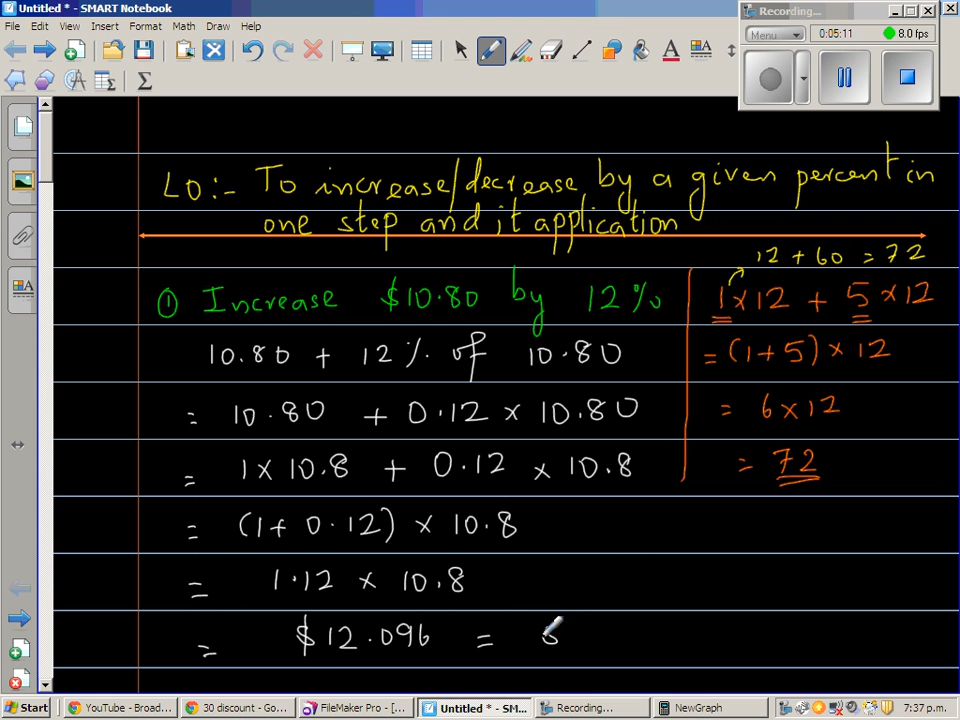 Untitled * - SMART Notebook
File Edit View Insert Format Math Draw Help
Recording...
Menu 00:05:11 8.0 fps
LO:- To increase/decrease by a given percent in
one step and it application
① Increase $10.80 by 12%
10.80 + 12% of 10.80
= 10.80 + 0.12 × 10.80
= 1×10.8 + 0.12 × 10.8
= (1+ 0.12) × 10.8
= 1.12 × 10.8
= $12.096 =
12 + 60 = 72
1×12 + 5×12
= (1+5) × 12
= 6×12
= 72
Start YouTube - Broad... 30 discount - Go... FileMaker Pro - [... Untitled * - SM... Recording... NewGraph 7:37 p.m.